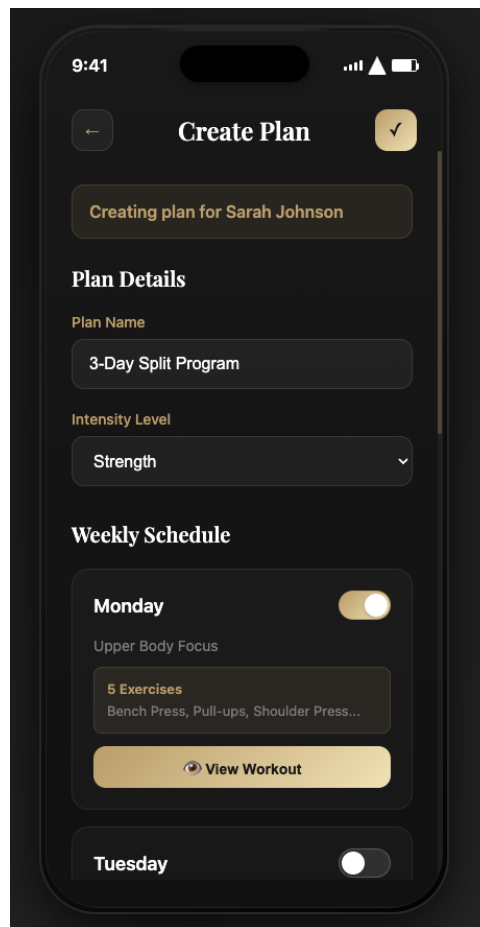 9:41
← Create Plan ✓
Creating plan for Sarah Johnson
Plan Details
Plan Name
3-Day Split Program
Intensity Level
Strength
Weekly Schedule
Monday
Upper Body Focus
5 Exercises
Bench Press, Pull-ups, Shoulder Press...
👁 View Workout
Tuesday